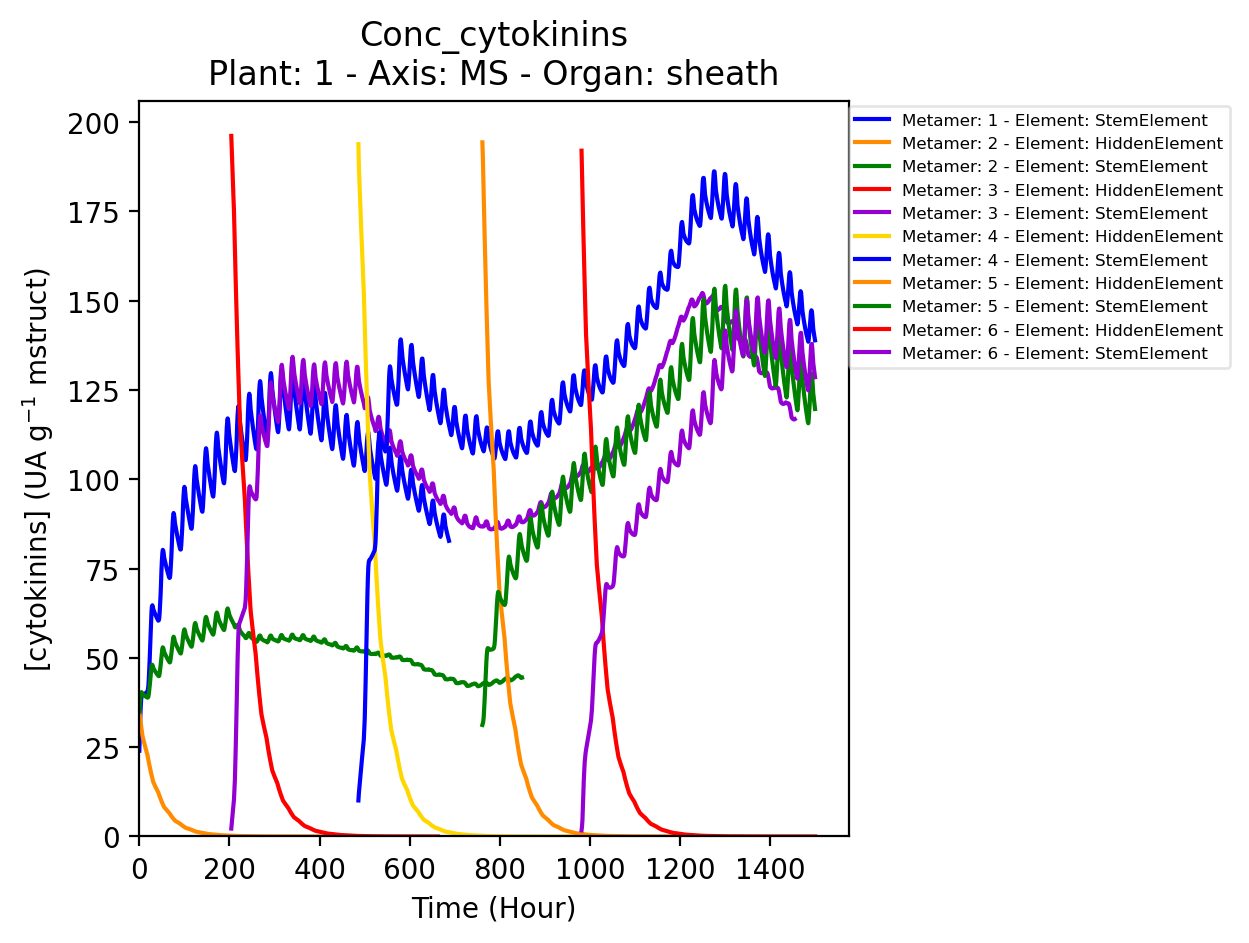 Conc_cytokinins
Plant: 1 - Axis: MS - Organ: sheath
[cytokinins] (UA g⁻¹ mstruct)
200
175
150
125
100
75
50
25
0
0 200 400 600 800 1000 1200 1400
Time (Hour)
Metamer: 1 - Element: StemElement
Metamer: 2 - Element: HiddenElement
Metamer: 2 - Element: StemElement
Metamer: 3 - Element: HiddenElement
Metamer: 3 - Element: StemElement
Metamer: 4 - Element: HiddenElement
Metamer: 4 - Element: StemElement
Metamer: 5 - Element: HiddenElement
Metamer: 5 - Element: StemElement
Metamer: 6 - Element: HiddenElement
Metamer: 6 - Element: StemElement